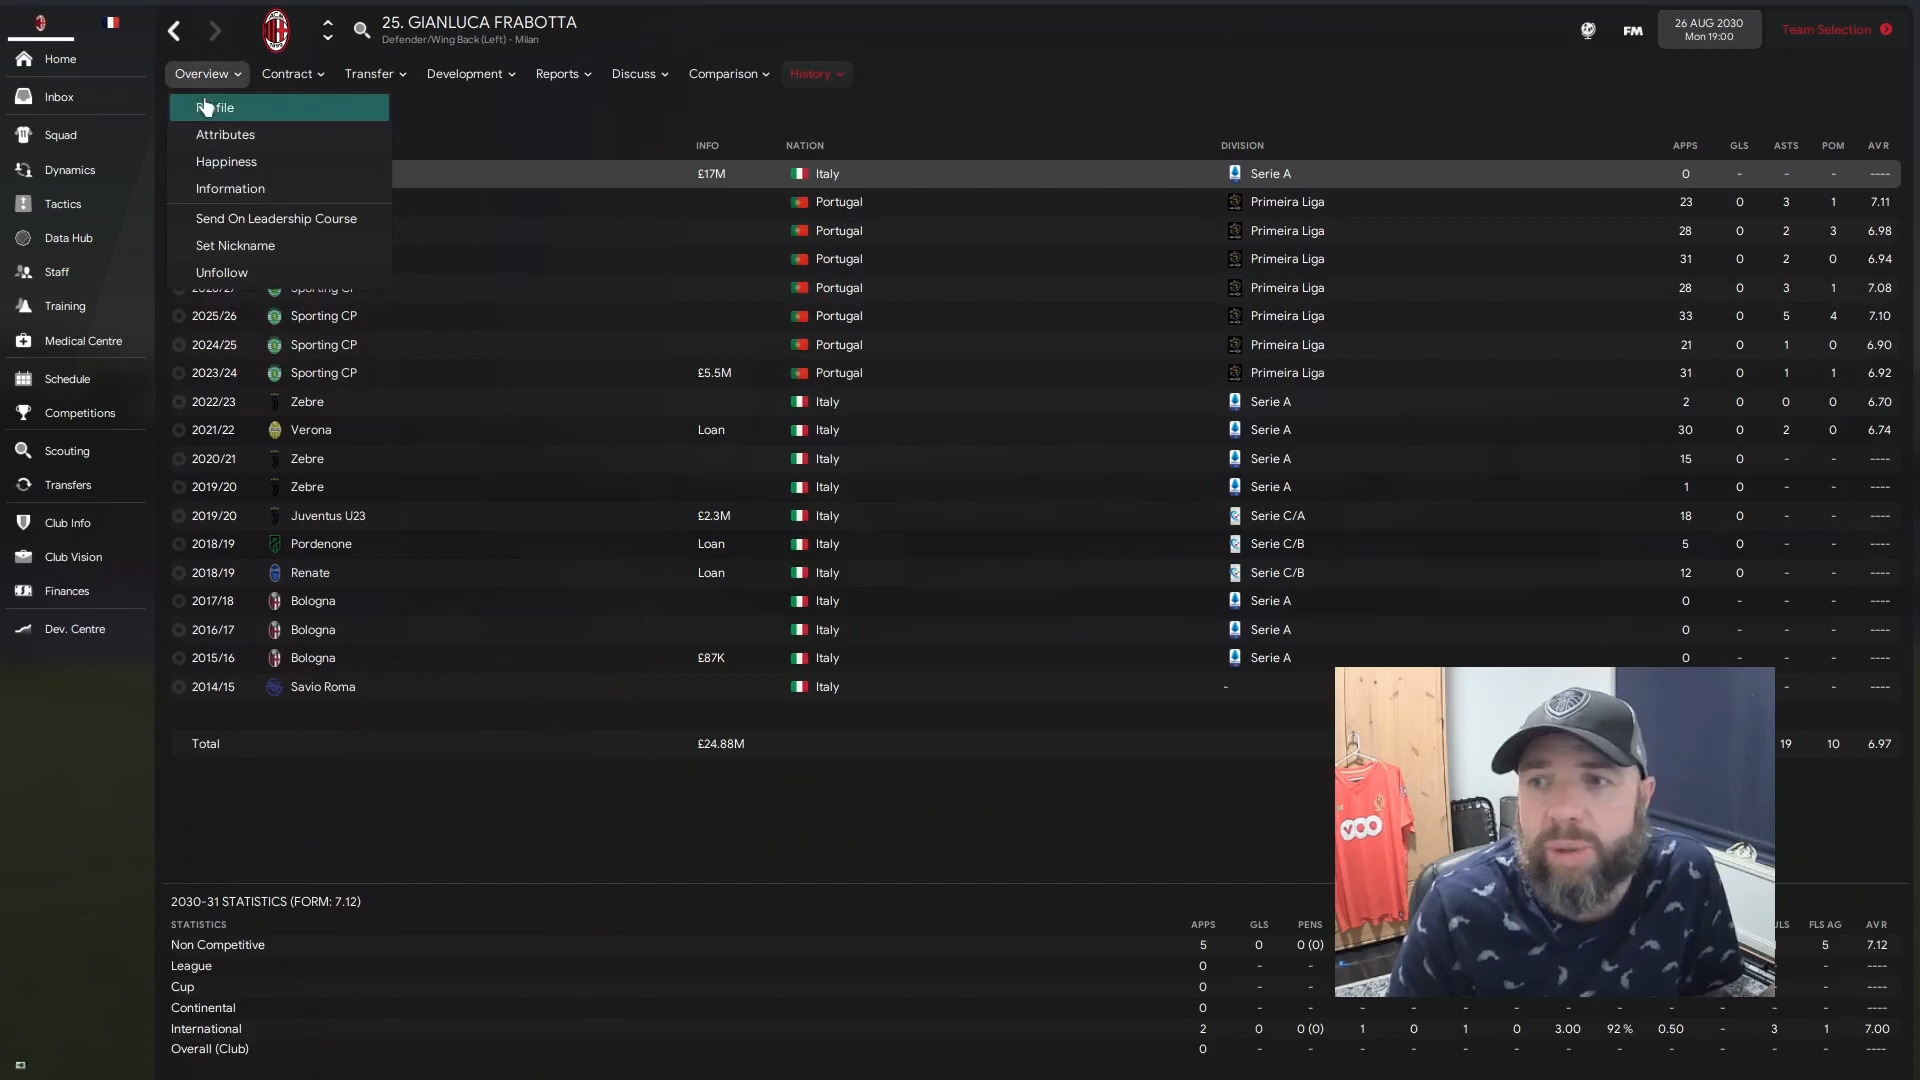 25. GIANLUCA FRABOTTA
Defender/Wing Back (Left) - Milan
FM
26 AUG 2030
Mon 19:00
Team Selection
Home
Inbox
Squad
Dynamics
Tactics
Data Hub
Staff
Training
Medical Centre
Schedule
Competitions
Scouting
Transfers
Club Info
Club Vision
Finances
Dev. Centre
Overview Contract Transfer Development Reports Discuss Comparison History
Attributes
Happiness
Information
Send On Leadership Course
Set Nickname
Unfollow
INFO NATION DIVISION APPS GLS ASTS POM AVR
£17M Italy Serie A 0 - - - ----
Portugal Primeira Liga 23 0 3 1 7.11
Portugal Primeira Liga 28 0 2 3 6.98
Portugal Primeira Liga 31 0 2 0 6.94
2026/27 Sporting CP Portugal Primeira Liga 28 0 3 1 7.08
2025/26 Sporting CP Portugal Primeira Liga 33 0 5 4 7.10
2024/25 Sporting CP Portugal Primeira Liga 21 0 1 0 6.90
2023/24 Sporting CP £5.5M Portugal Primeira Liga 31 0 1 1 6.92
2022/23 Zebre Italy Serie A 2 0 0 0 6.70
2021/22 Verona Loan Italy Serie A 30 0 2 0 6.74
2020/21 Zebre Italy Serie A 15 0 - - ----
2019/20 Zebre Italy Serie A 1 0 - - ----
2019/20 Juventus U23 £2.3M Italy Serie C/A 18 0 - - ----
2018/19 Pordenone Loan Italy Serie C/B 5 0 - - ----
2018/19 Renate Loan Italy Serie C/B 12 0 - - ----
2017/18 Bologna Italy Serie A 0 - - - ----
2016/17 Bologna Italy Serie A 0 - - - ----
2015/16 Bologna £87K Italy Serie A 0 - - - ----
2014/15 Savio Roma Italy - - - ----
Total £24.88M 19 10 6.97
VOO
2030-31 STATISTICS (FORM: 7.12)
STATISTICS APPS GLS PENS FLS AG AVR
Non Competitive 5 0 0 (0) 5 7.12
League 0 - - - - ----
Cup 0 - - - - ----
Continental 0 - - - - - - - - - - - - ----
International 2 0 0 (0) 1 0 1 0 3.00 92 % 0.50 - 3 1 7.00
Overall (Club) 0 - - - - - - - - - - - - ----